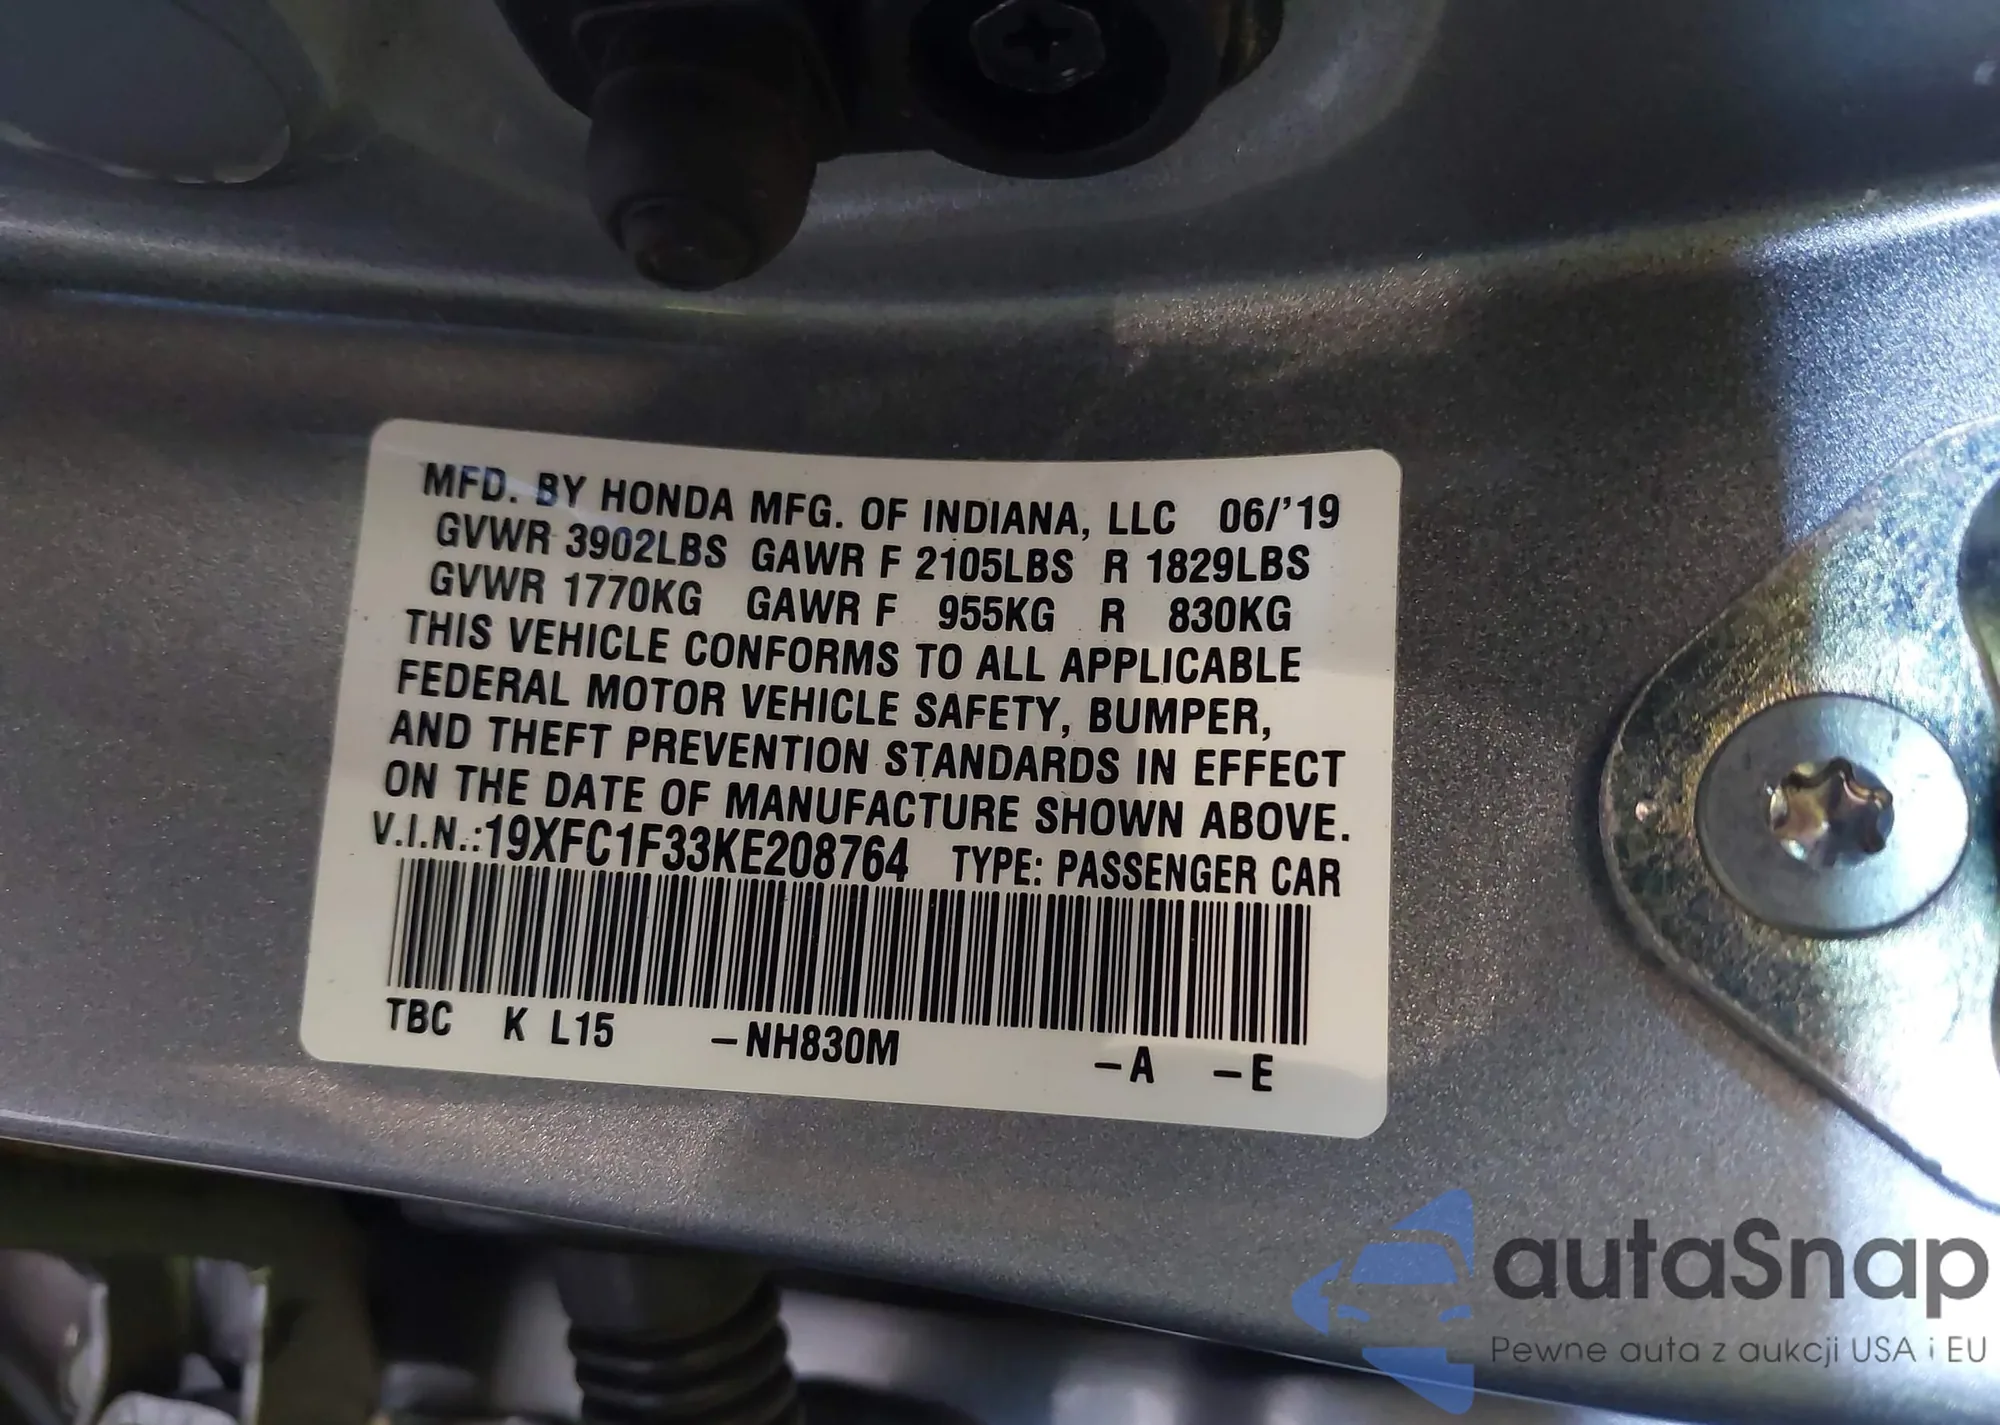 MFD. BY HONDA MFG. OF INDIANA, LLC 06/'19
GVWR 3902LBS GAWR F 2105LBS R 1829LBS
GVWR 1770KG GAWR F 955KG R 830KG
THIS VEHICLE CONFORMS TO ALL APPLICABLE
FEDERAL MOTOR VEHICLE SAFETY, BUMPER,
AND THEFT PREVENTION STANDARDS IN EFFECT
ON THE DATE OF MANUFACTURE SHOWN ABOVE.
V.I.N.:19XFC1F33KE208764 TYPE: PASSENGER CAR
TBC K L15 -NH830M -A -E
autaSnap
Pewne auta z aukcji USA i EU